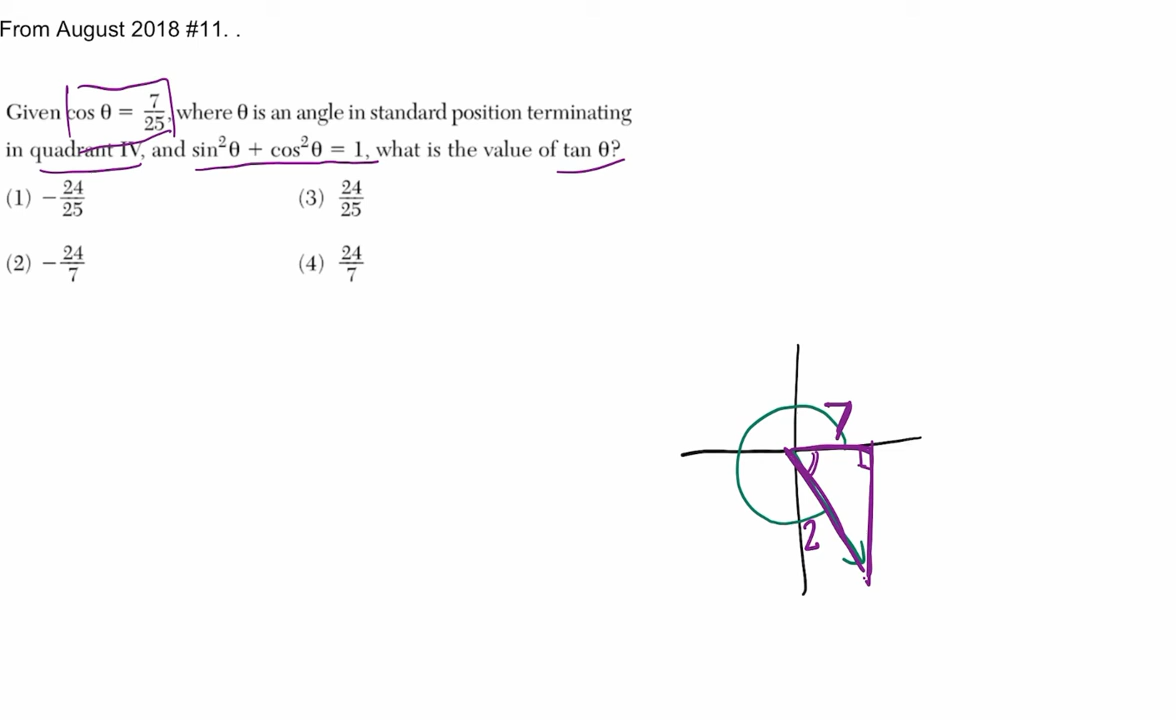 From August 2018 #11. .
Given cos θ = 7/25, where θ is an angle in standard position terminating
in quadrant IV, and sin²θ + cos²θ = 1, what is the value of tan θ?
(1) −24/25 (3) 24/25
(2) −24/7 (4) 24/7
7
2